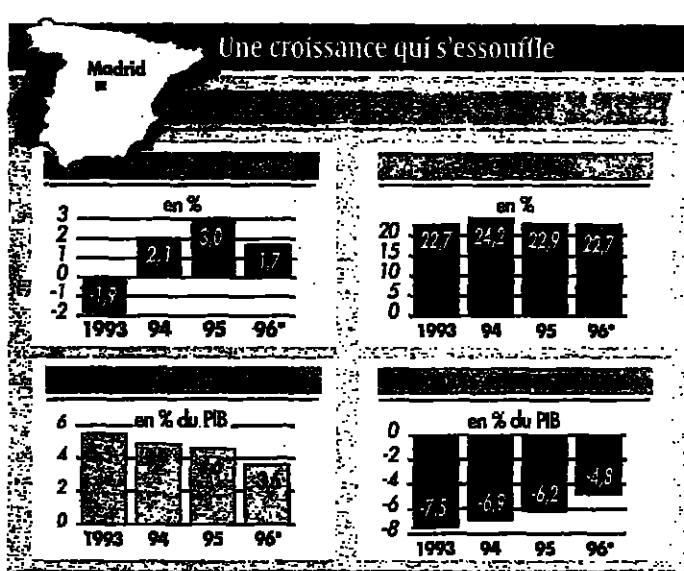 Une croissance qui s'essouffle
Madrid
en %
3
2
1
0
-1
-2
-1,9
2,1
3,0
1,7
1993 94 95 96*
en %
20
15
10
5
0
22,7 24,2 22,9 22,7
1993 94 95 96*
en % du PIB
6
4
2
0
1993 94 95 96*
en % du PIB
0
-2
-4
-6
-8
-7,5 -6,9 -6,2 -4,8
1993 94 95 96*